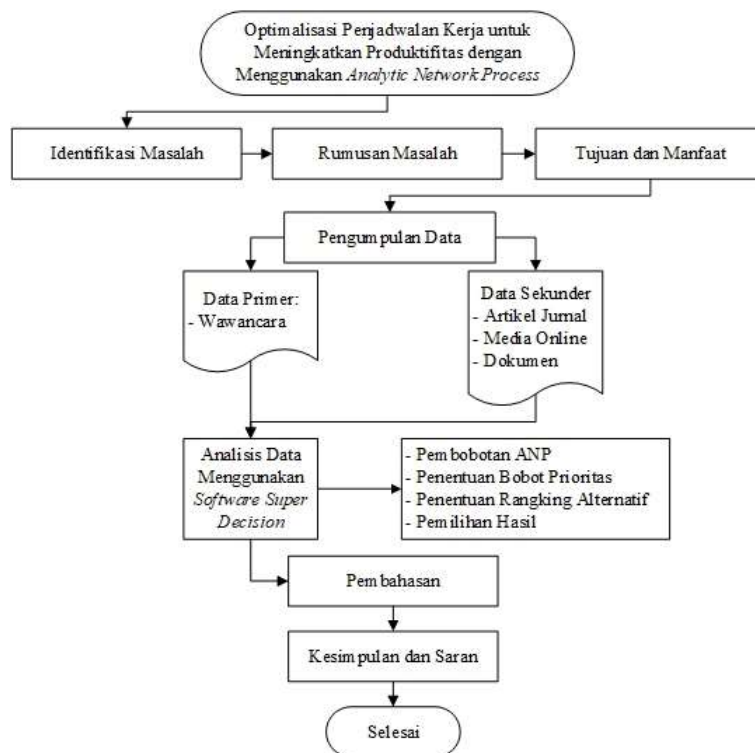 Optimalisasi Penjadwalan Kerja untuk
Meningkatkan Produktifitas dengan
Menggunakan Analytic Network Process
Identifikasi Masalah
Rumusan Masalah
Tujuan dan Manfaat
Pengumpulan Data
Data Primer:
- Wawancara
Data Sekunder
- Artikel Jurnal
- Media Online
- Dokumen
Analisis Data
Menggunakan
Software Super
Decision
- Pembobotan ANP
- Penentuan Bobot Prioritas
- Penentuan Rangking Alternatif
- Pemilihan Hasil
Pembahasan
Kesimpulan dan Saran
Selesai